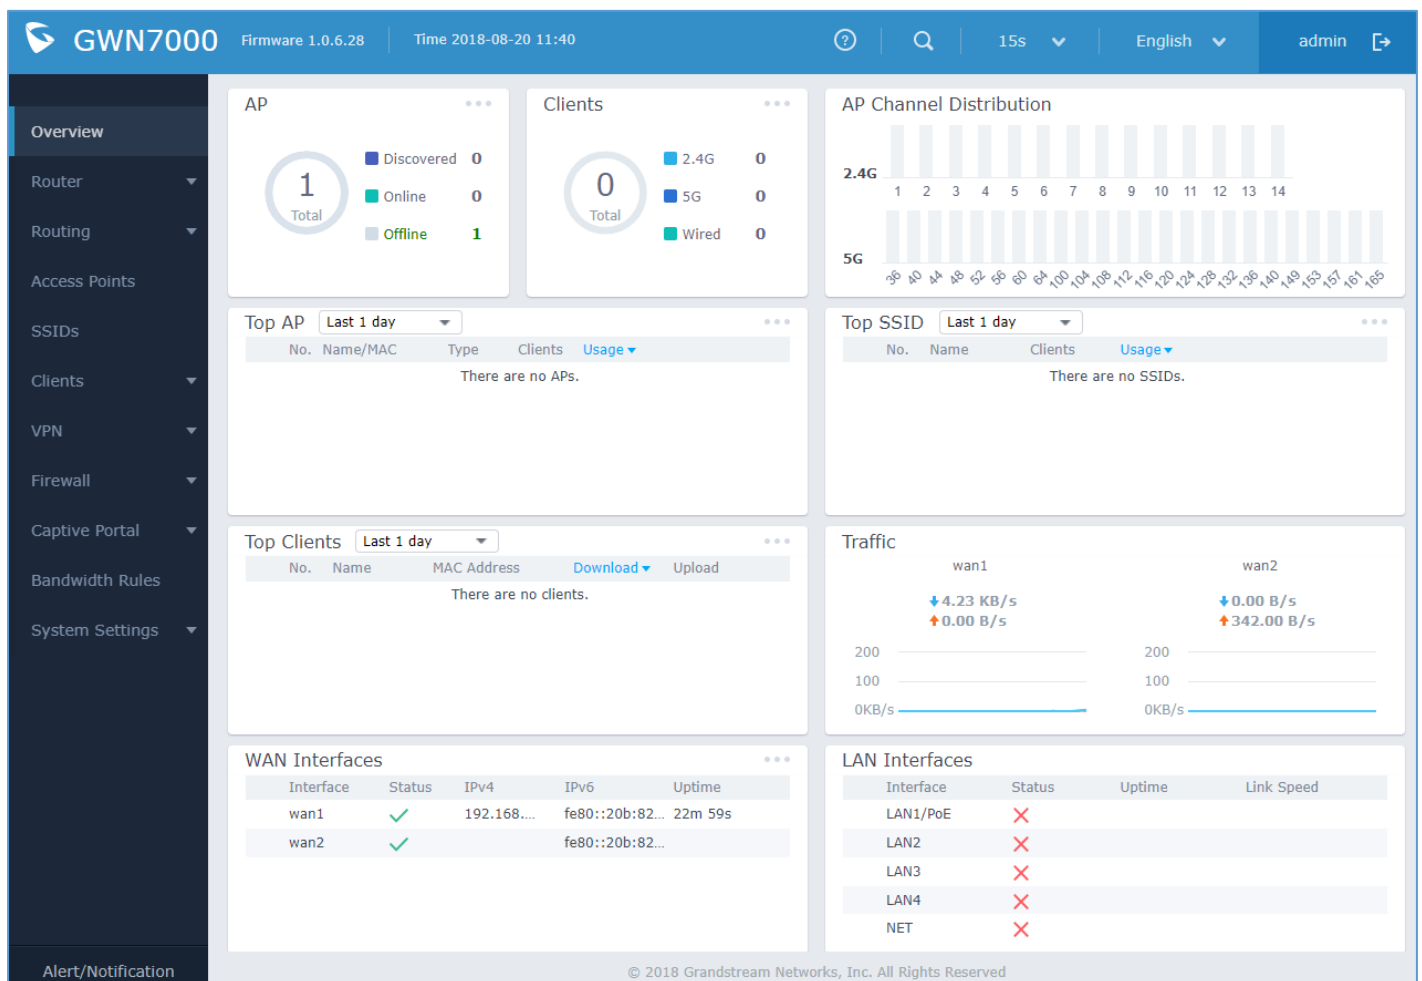 GWN7000 Firmware 1.0.6.28 Time 2018-08-20 11:40 15s English admin
Overview
Router
Routing
Access Points
SSIDs
Clients
VPN
Firewall
Captive Portal
Bandwidth Rules
System Settings
Alert/Notification
AP
1
Total
Discovered 0
Online 0
Offline 1
Clients
0
Total
2.4G 0
5G 0
Wired 0
AP Channel Distribution
2.4G
1 2 3 4 5 6 7 8 9 10 11 12 13 14
5G
36 40 44 48 52 56 60 64 100 104 108 112 116 120 124 128 132 136 140 149 153 157 161 165
Top AP Last 1 day
No. Name/MAC Type Clients Usage
There are no APs.
Top SSID Last 1 day
No. Name Clients Usage
There are no SSIDs.
Top Clients Last 1 day
No. Name MAC Address Download Upload
There are no clients.
Traffic
wan1
4.23 KB/s
0.00 B/s
200
100
0KB/s
wan2
0.00 B/s
342.00 B/s
200
100
0KB/s
WAN Interfaces
Interface Status IPv4 IPv6 Uptime
wan1 192.168.... fe80::20b:82... 22m 59s
wan2 fe80::20b:82...
LAN Interfaces
Interface Status Uptime Link Speed
LAN1/PoE
LAN2
LAN3
LAN4
NET
© 2018 Grandstream Networks, Inc. All Rights Reserved